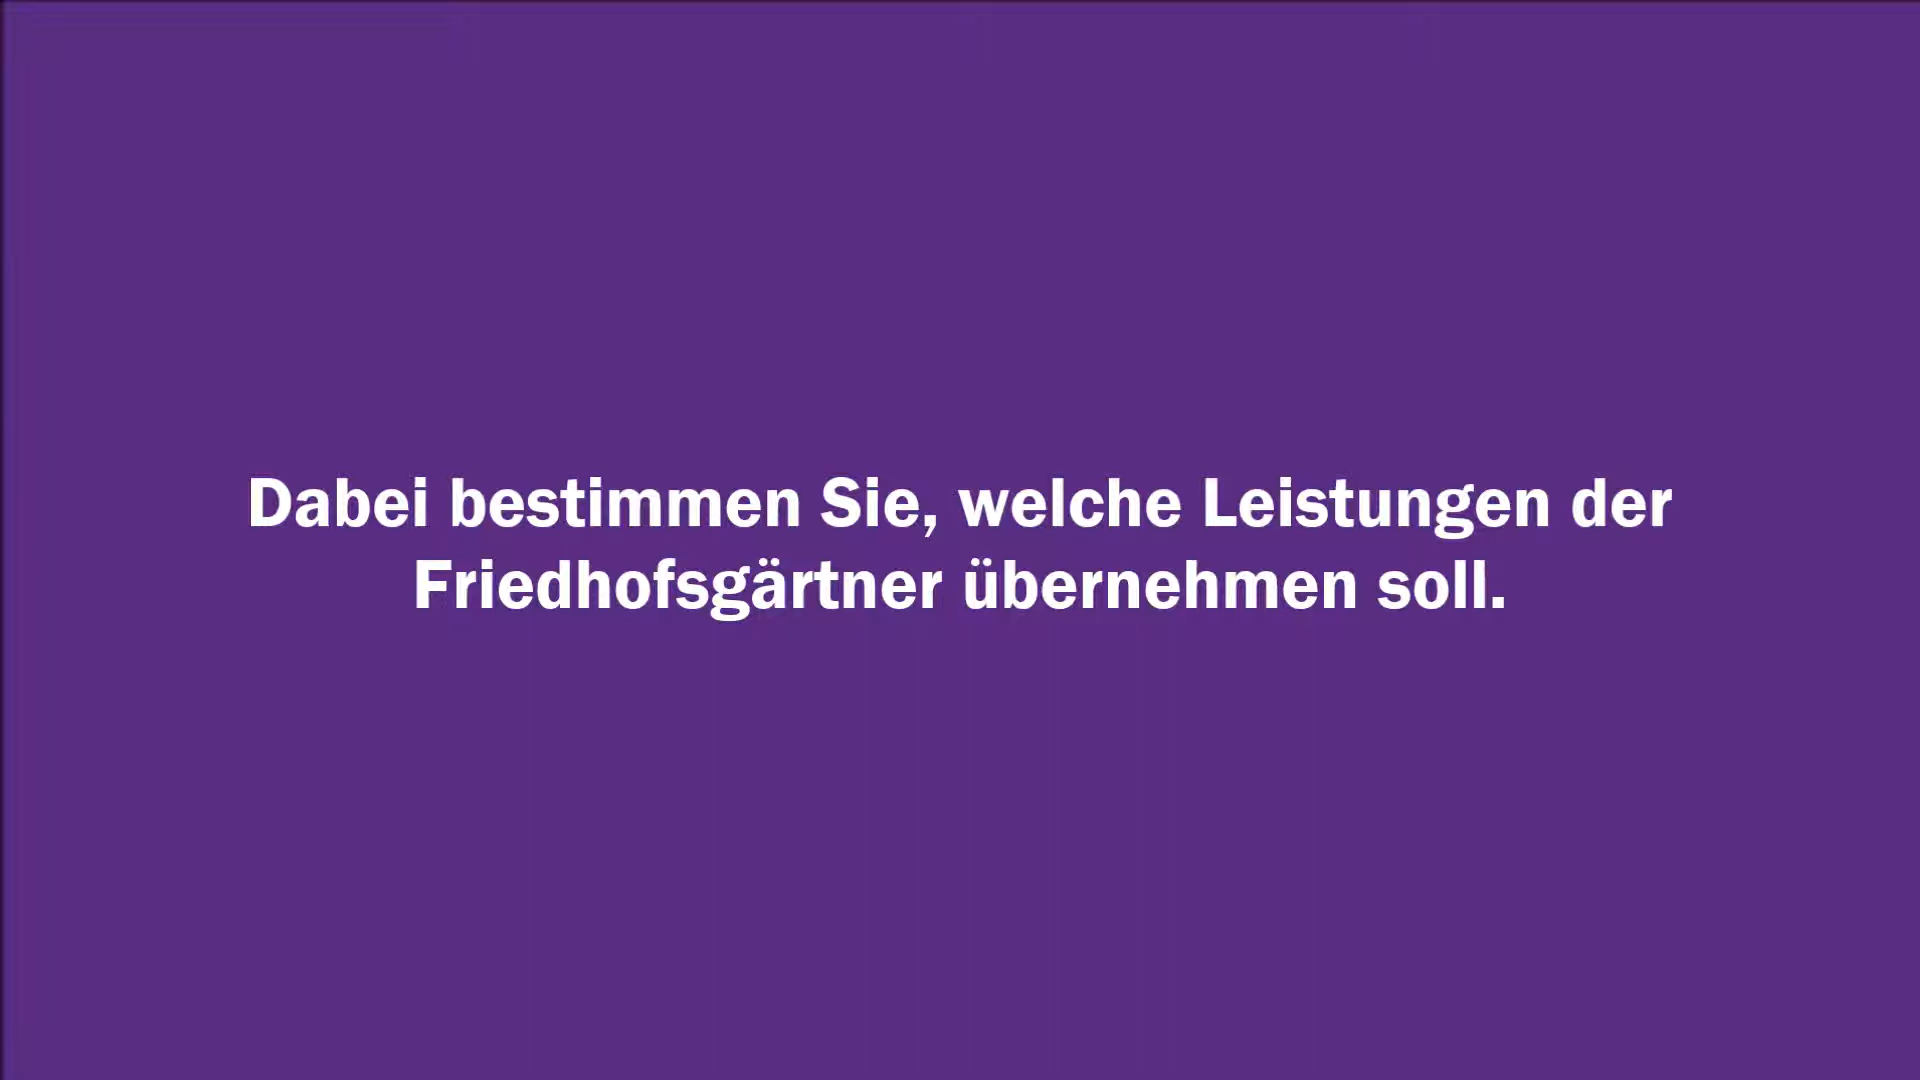 Dabei bestimmen Sie, welche Leistungen der
Friedhofsgärtner übernehmen soll.